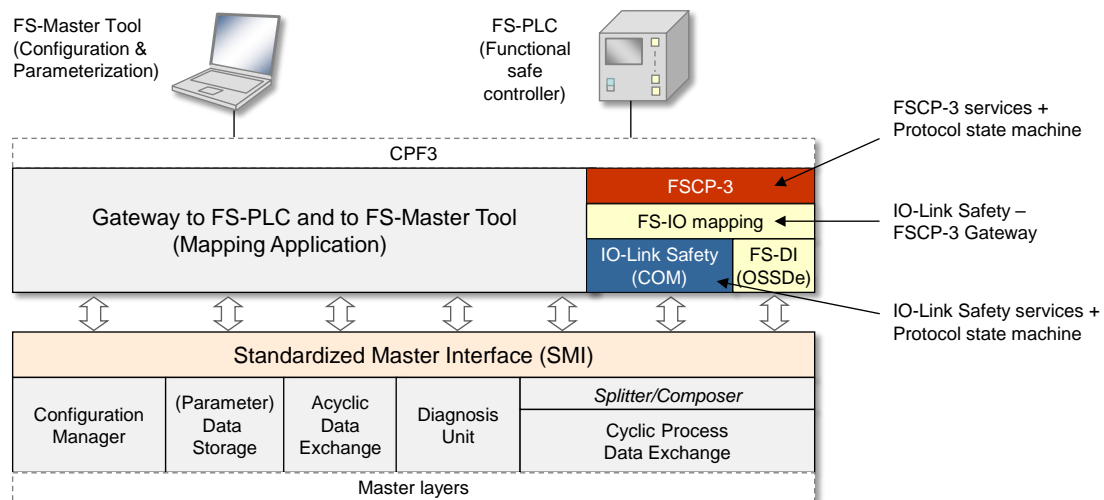 FS-Master Tool
(Configuration &
Parameterization)
FS-PLC
(Functional
safe
controller)
FSCP-3 services +
Protocol state machine
CPF3
FSCP-3
Gateway to FS-PLC and to FS-Master Tool
(Mapping Application)
FS-IO mapping
IO-Link Safety –
FSCP-3 Gateway
IO-Link Safety
(COM)
FS-DI
(OSSDe)
IO-Link Safety services +
Protocol state machine
Standardized Master Interface (SMI)
Configuration
Manager
(Parameter)
Data
Storage
Acyclic
Data
Exchange
Diagnosis
Unit
Splitter/Composer
Cyclic Process
Data Exchange
Master layers